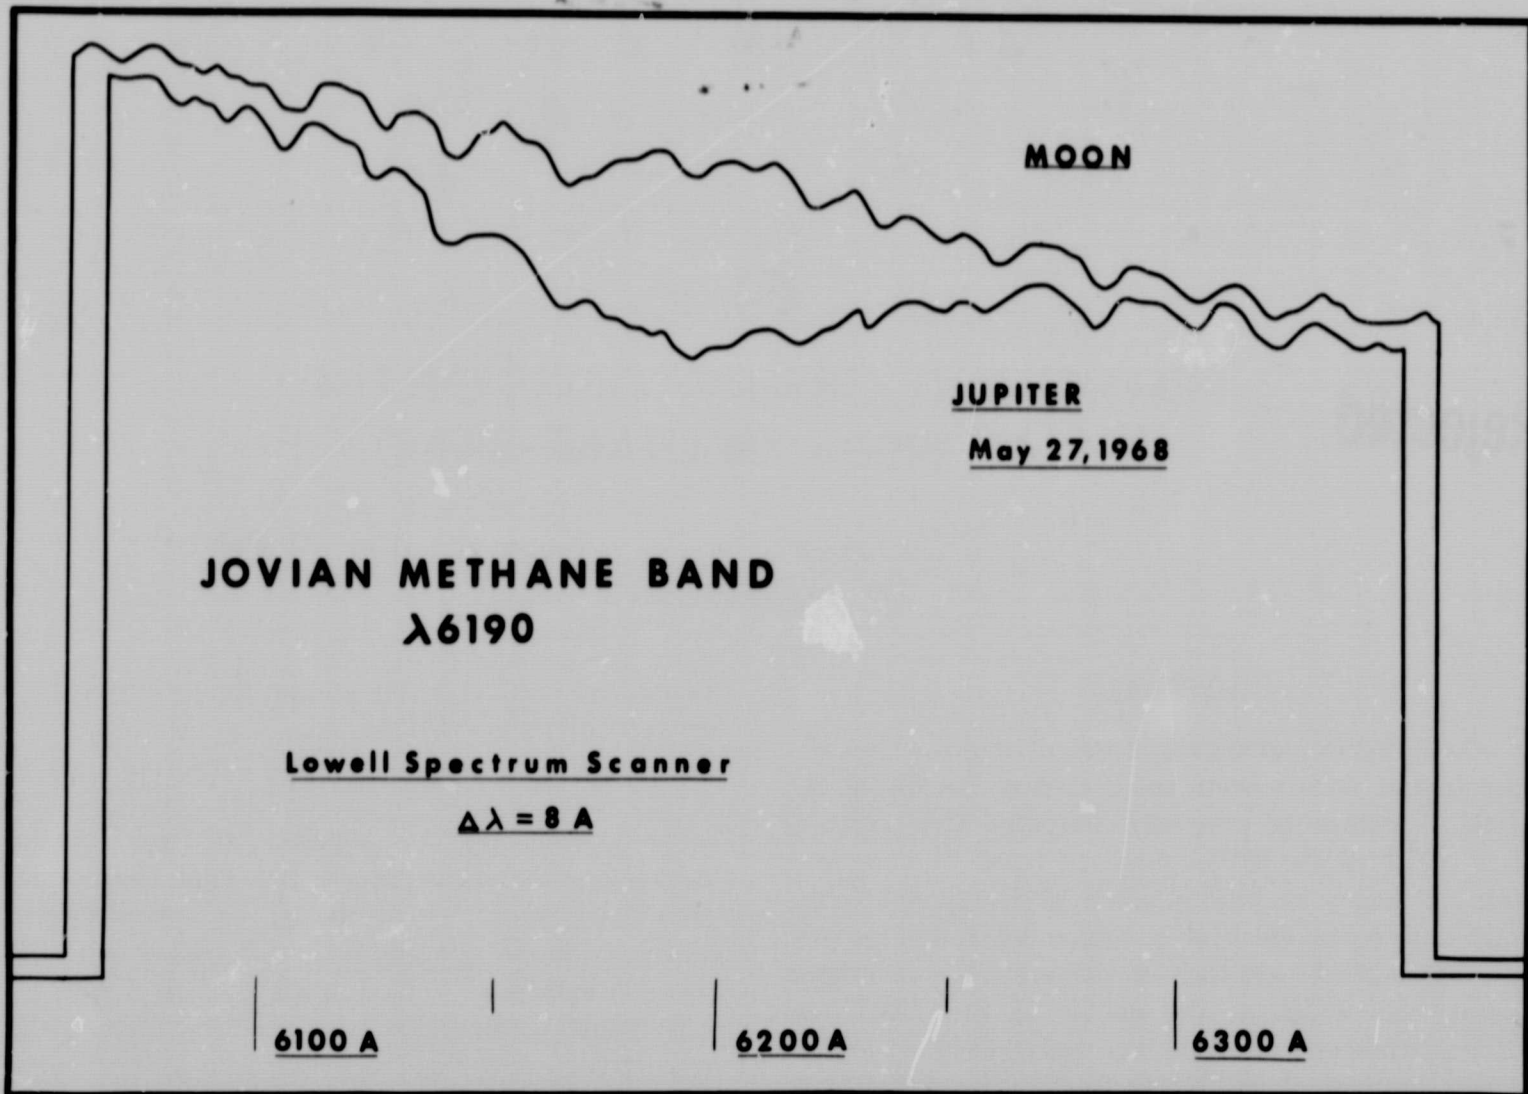 MOON
JUPITER
May 27, 1968
JOVIAN METHANE BAND
λ6190
Lowell Spectrum Scanner
Δλ = 8 A
6100 A
6200 A
6300 A